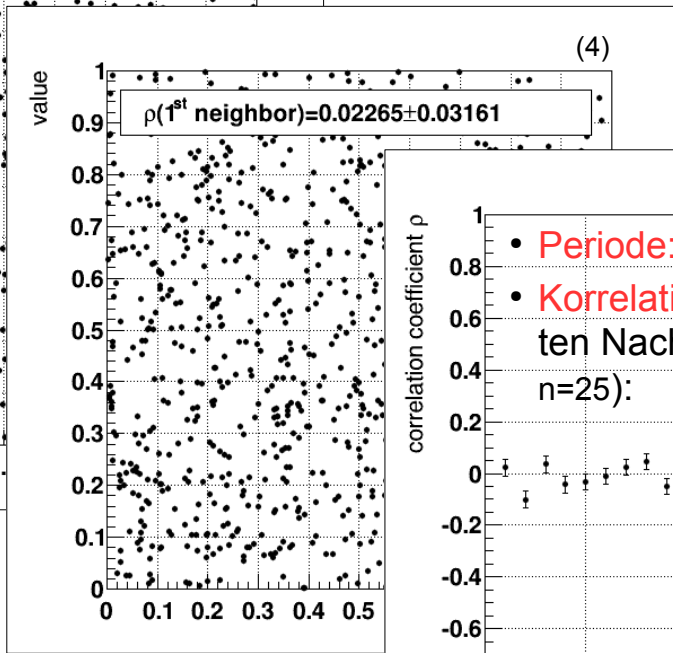 (4)
value
ρ(1st neighbor)=0.02265±0.03161
1
0.9
0.8
0.7
0.6
0.5
0.4
0.3
0.2
0.1
0
0 0.1 0.2 0.3 0.4 0.5
correlation coefficient ρ
1
0.8
0.6
0.4
0.2
0
-0.2
-0.4
-0.6
• Periode:
• Korrelati
ten Nach
n=25):